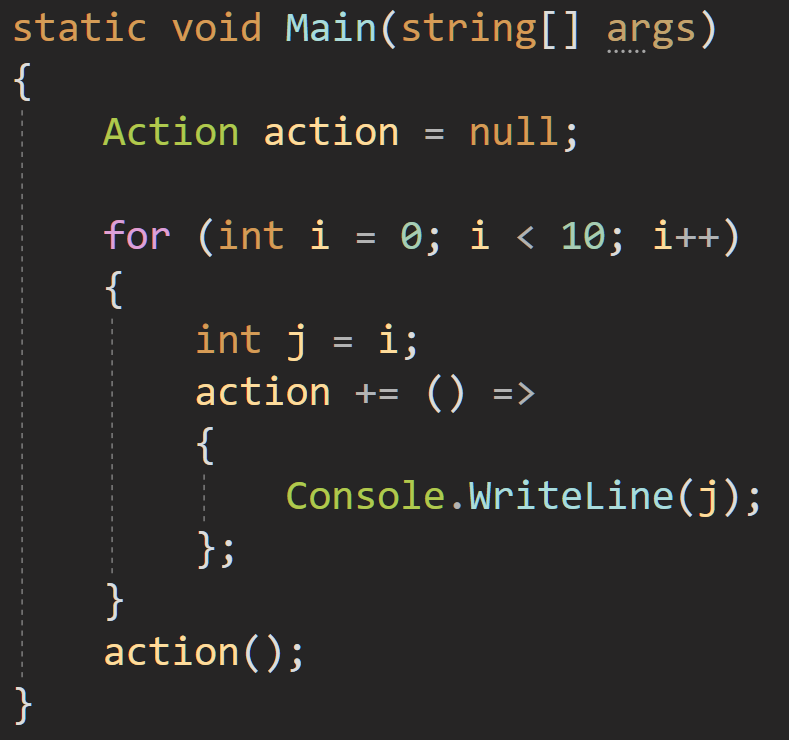 static void Main(string[] args)
{
    Action action = null;

    for (int i = 0; i < 10; i++)
    {
        int j = i;
        action += () =>
        {
            Console.WriteLine(j);
        };
    }
    action();
}